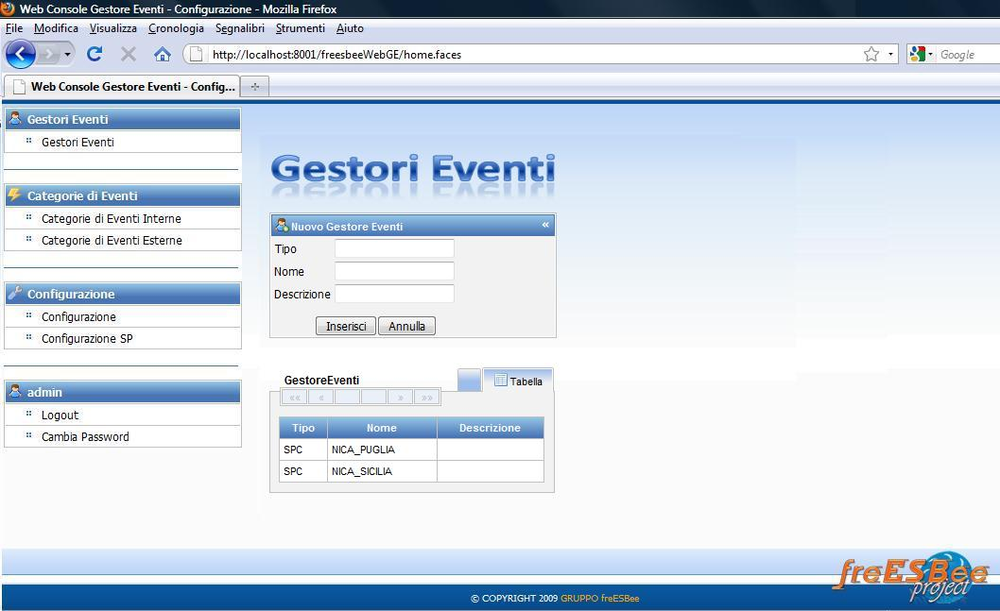 Web Console Gestore Eventi - Configurazione - Mozilla Firefox
File Modifica Visualizza Cronologia Segnalibri Strumenti Aiuto
http://localhost:8001/freesbeeWebGE/home.faces
Google
Web Console Gestore Eventi - Config...
Gestori Eventi
Gestori Eventi
Categorie di Eventi
Categorie di Eventi Interne
Categorie di Eventi Esterne
Configurazione
Configurazione
Configurazione SP
admin
Logout
Cambia Password
Gestori Eventi
Nuovo Gestore Eventi «
Tipo
Nome
Descrizione
Inserisci Annulla
GestoreEventi
Tabella
«« « » »»
Tipo Nome Descrizione
SPC NICA_PUGLIA
SPC NICA_SICILIA
freESBee
project
© COPYRIGHT 2009 GRUPPO freESBee